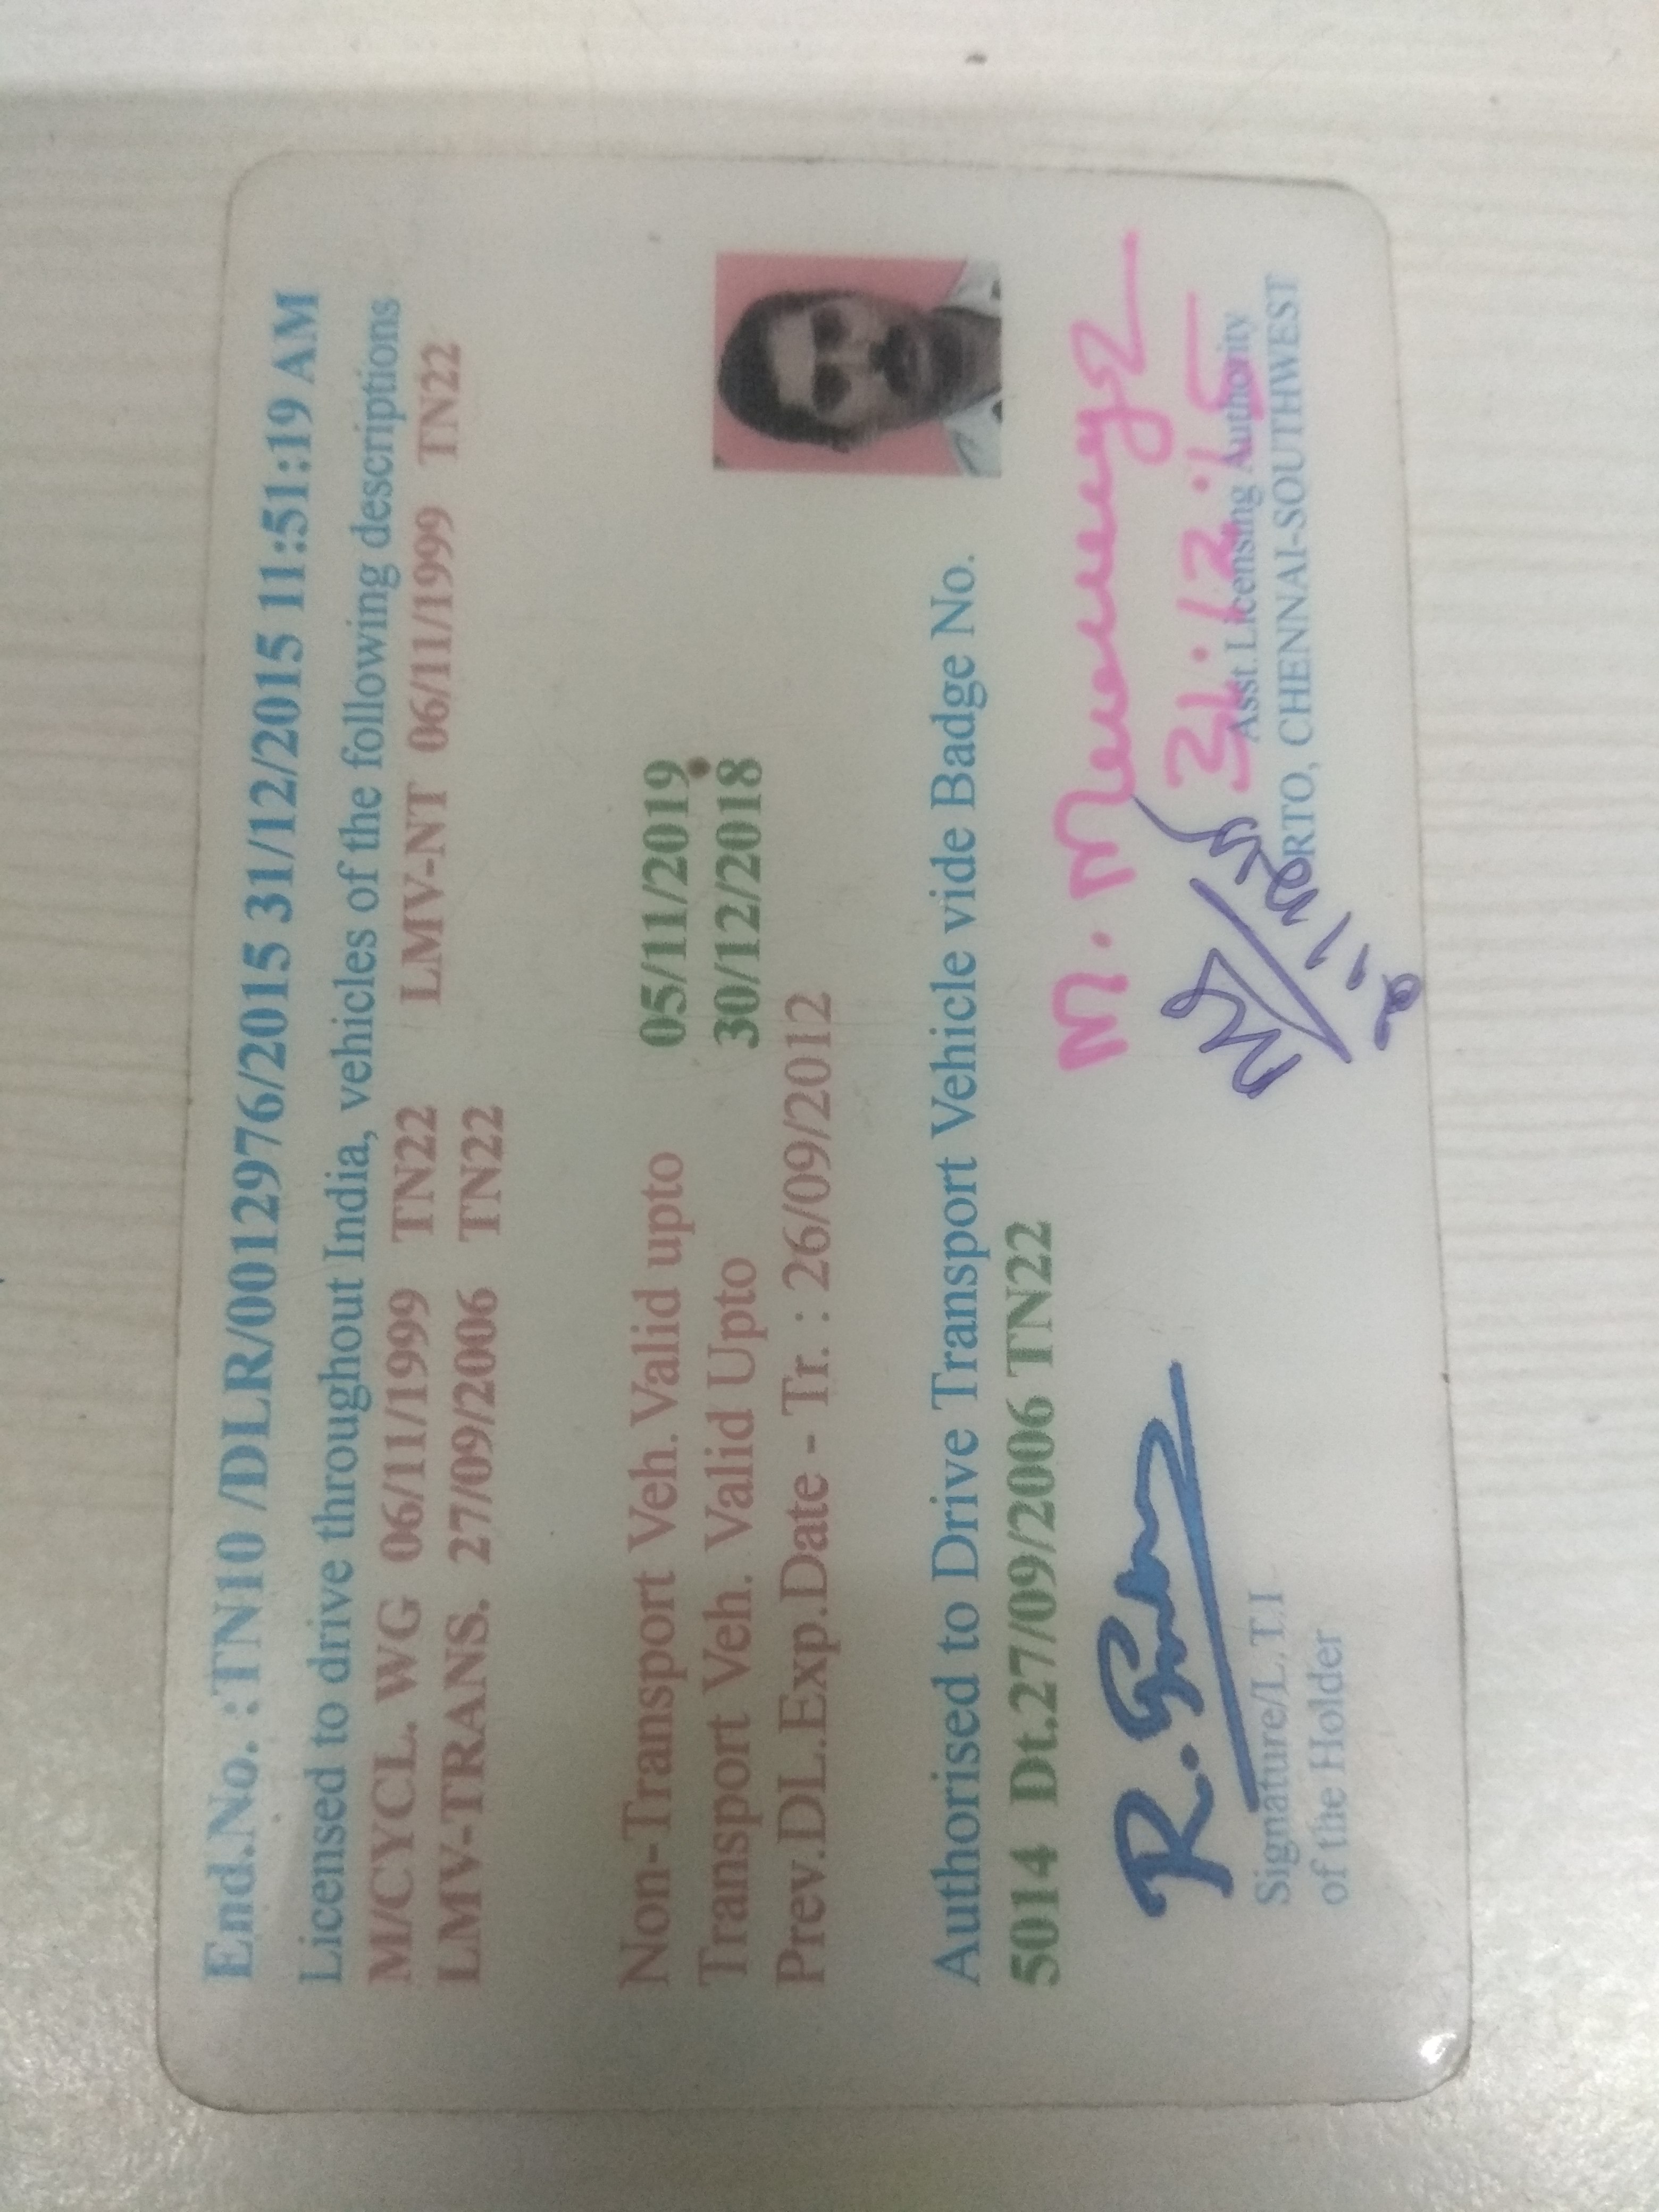 End.No. :TN10 /DLR/0012976/2015 31/12/2015 11:51:19 AM
Licensed to drive throughout India, vehicles of the following descriptions
M/CYCL. WG 06/11/1999 TN22 LMV-NT 06/11/1999 TN22
LMV-TRANS. 27/09/2006 TN22
Non-Transport Veh. Valid upto 05/11/2019
Transport Veh. Valid Upto 30/12/2018
Prev.DL.Exp.Date - Tr. : 26/09/2012
Authorised to Drive Transport Vehicle vide Badge No.
5014 Dt.27/09/2006 TN22
31.12.15
Signature/L.T.I
of the Holder
Asst.Licensing Authority
RTO, CHENNAI-SOUTHWEST